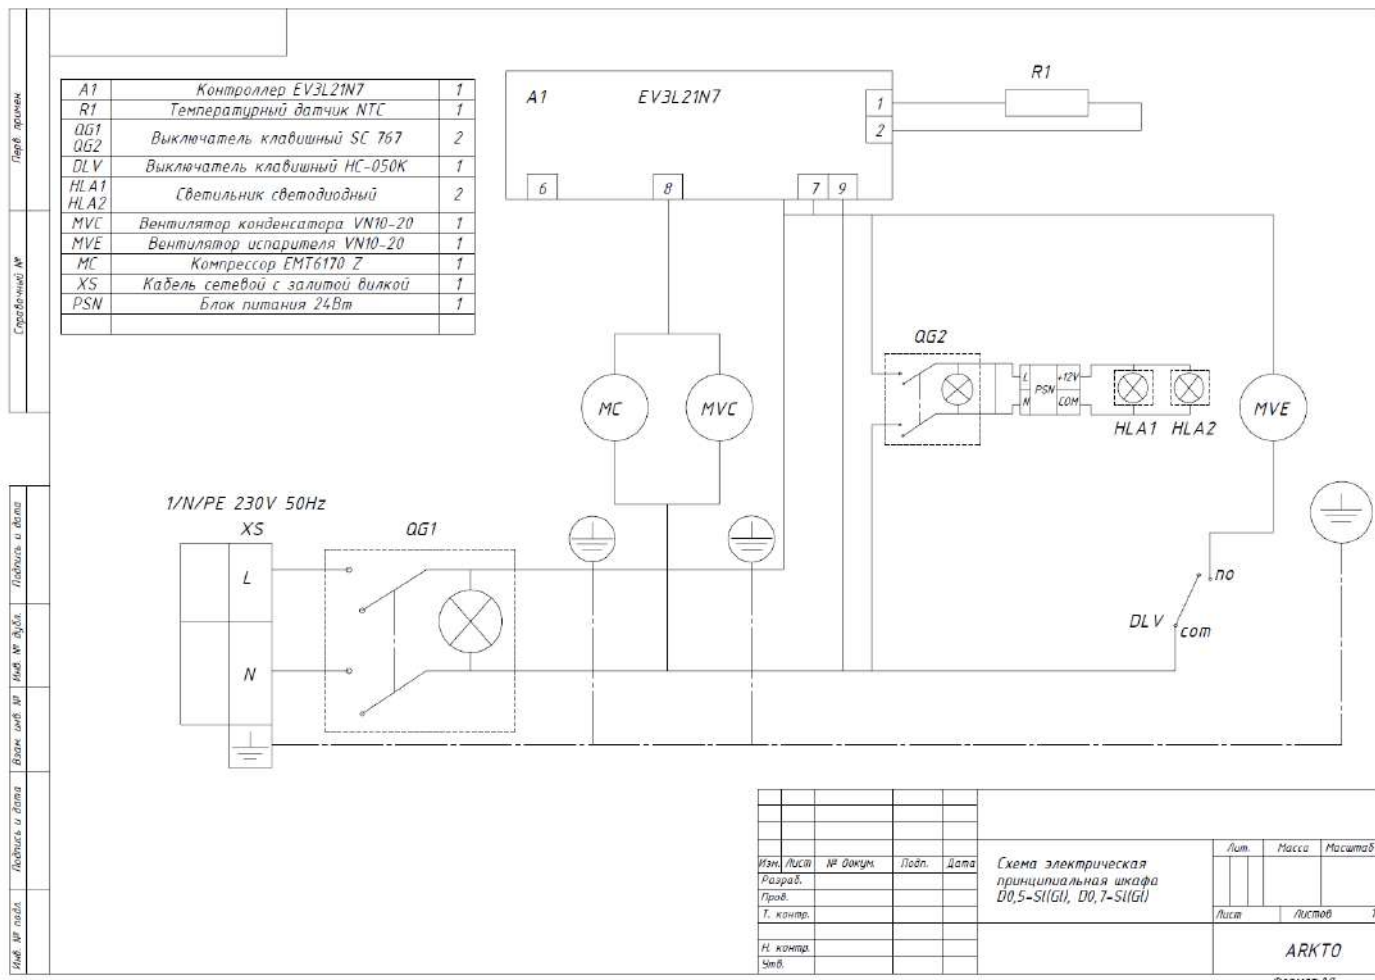 Перв. примен.
Справочный №
Подпись и дата
Инв. № дубл.
Взам. инв. №
Подпись и дата
Инв. № подл.
A1 Контроллер EV3L21N7 1
R1 Температурный датчик NTC 1
QG1
QG2 Выключатель клавишный SC 767 2
DLV Выключатель клавишный HC-050K 1
HLA1
HLA2 Светильник светодиодный 2
MVC Вентилятор конденсатора VN10-20 1
MVE Вентилятор испарителя VN10-20 1
MC Компрессор EMT6170 Z 1
XS Кабель сетевой с залитой вилкой 1
PSN Блок питания 24Вт 1
A1 EV3L21N7
R1
1
2
6 8 7 9
QG2
L PSN +12V
N COM
MC MVC
HLA1 HLA2
MVE
1/N/PE 230V 50Hz
XS
QG1
L
N
no
DLV
com
Изм. Лист № докум. Подп. Дата
Разраб.
Пров.
Т. контр.
Н. контр.
Утв.
Схема электрическая
принципиальная шкафа
D0,5-Sl(Gl), D0,7-Sl(Gl)
Лит. Масса Масштаб
Лист Листов 1
ARKTO